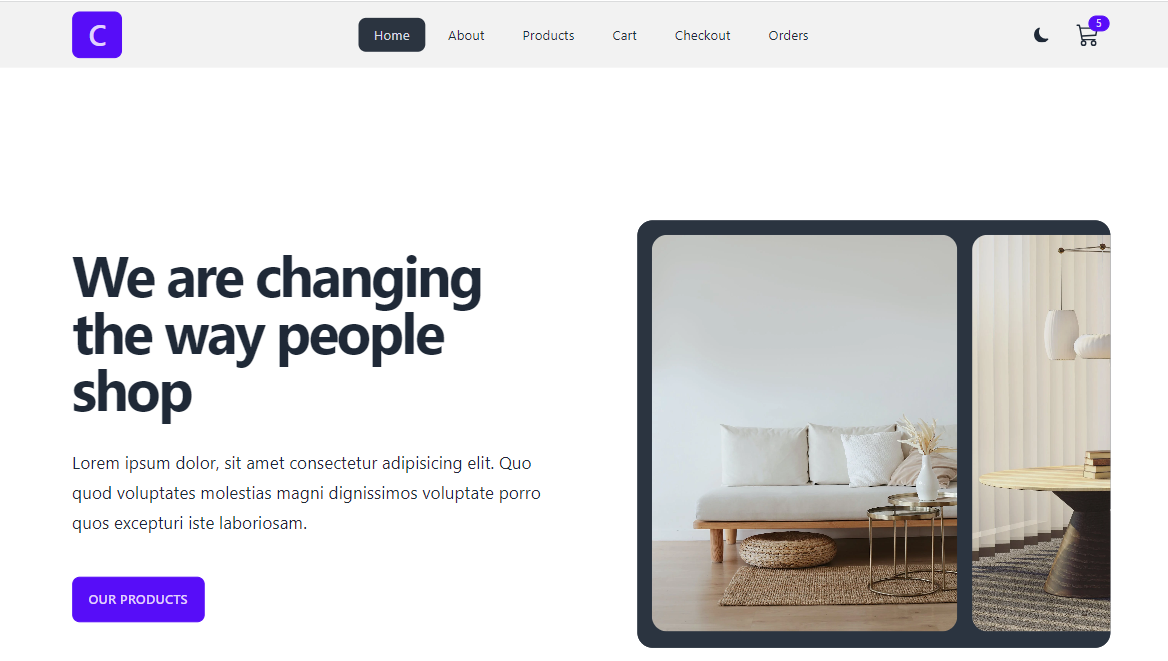 C
Home
About
Products
Cart
Checkout
Orders
5
We are changing
the way people
shop
Lorem ipsum dolor, sit amet consectetur adipisicing elit. Quo
quod voluptates molestias magni dignissimos voluptate porro
quos excepturi iste laboriosam.
OUR PRODUCTS